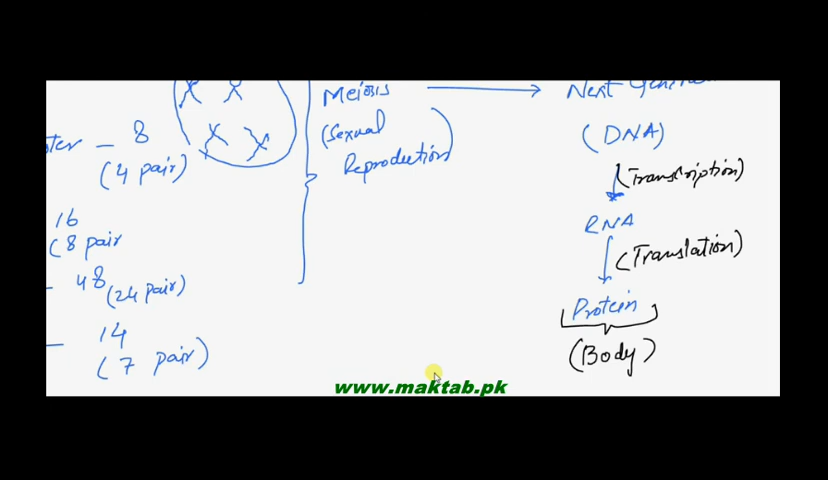 Meiosis
(Sexual
Reproduction)
8
(4 pair)
16
(8 pair
- 48 (24 pair)
- 14
(7 pair)
Next
(DNA)
(Transcription)
RNA
(Translation)
Protein
(Body)
www.maktab.pk